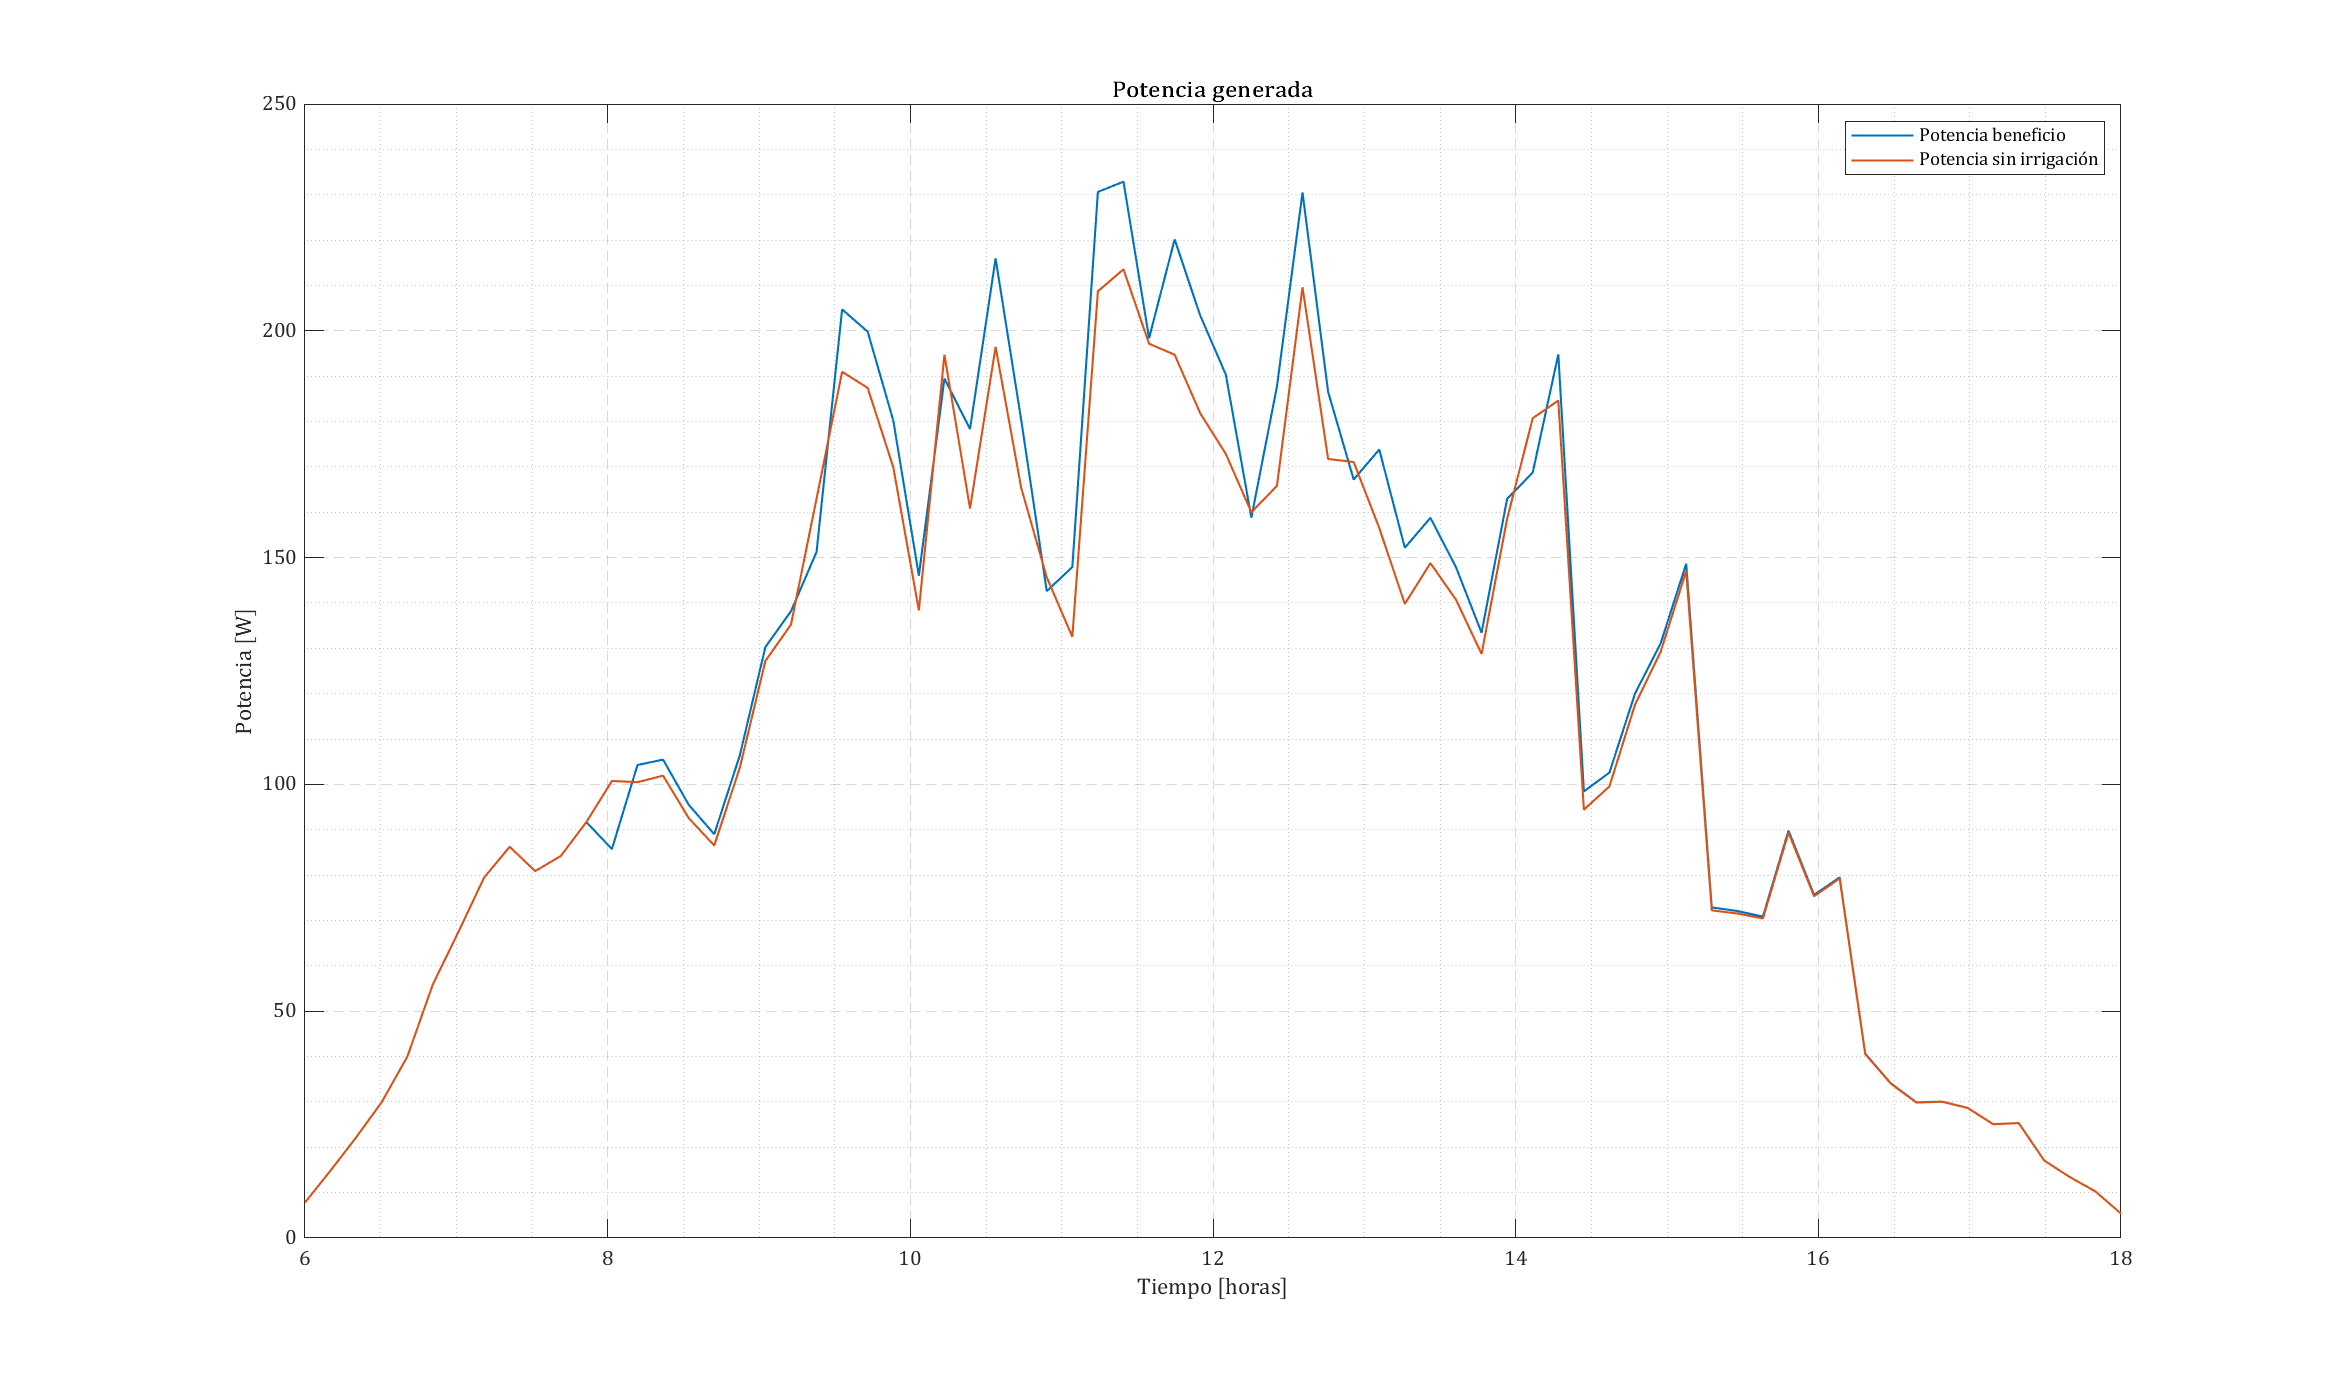 Potencia generada
250
200
150
100
50
0
Potencia [W]
Potencia beneficio
Potencia sin irrigación
6 8 10 12 14 16 18
Tiempo [horas]